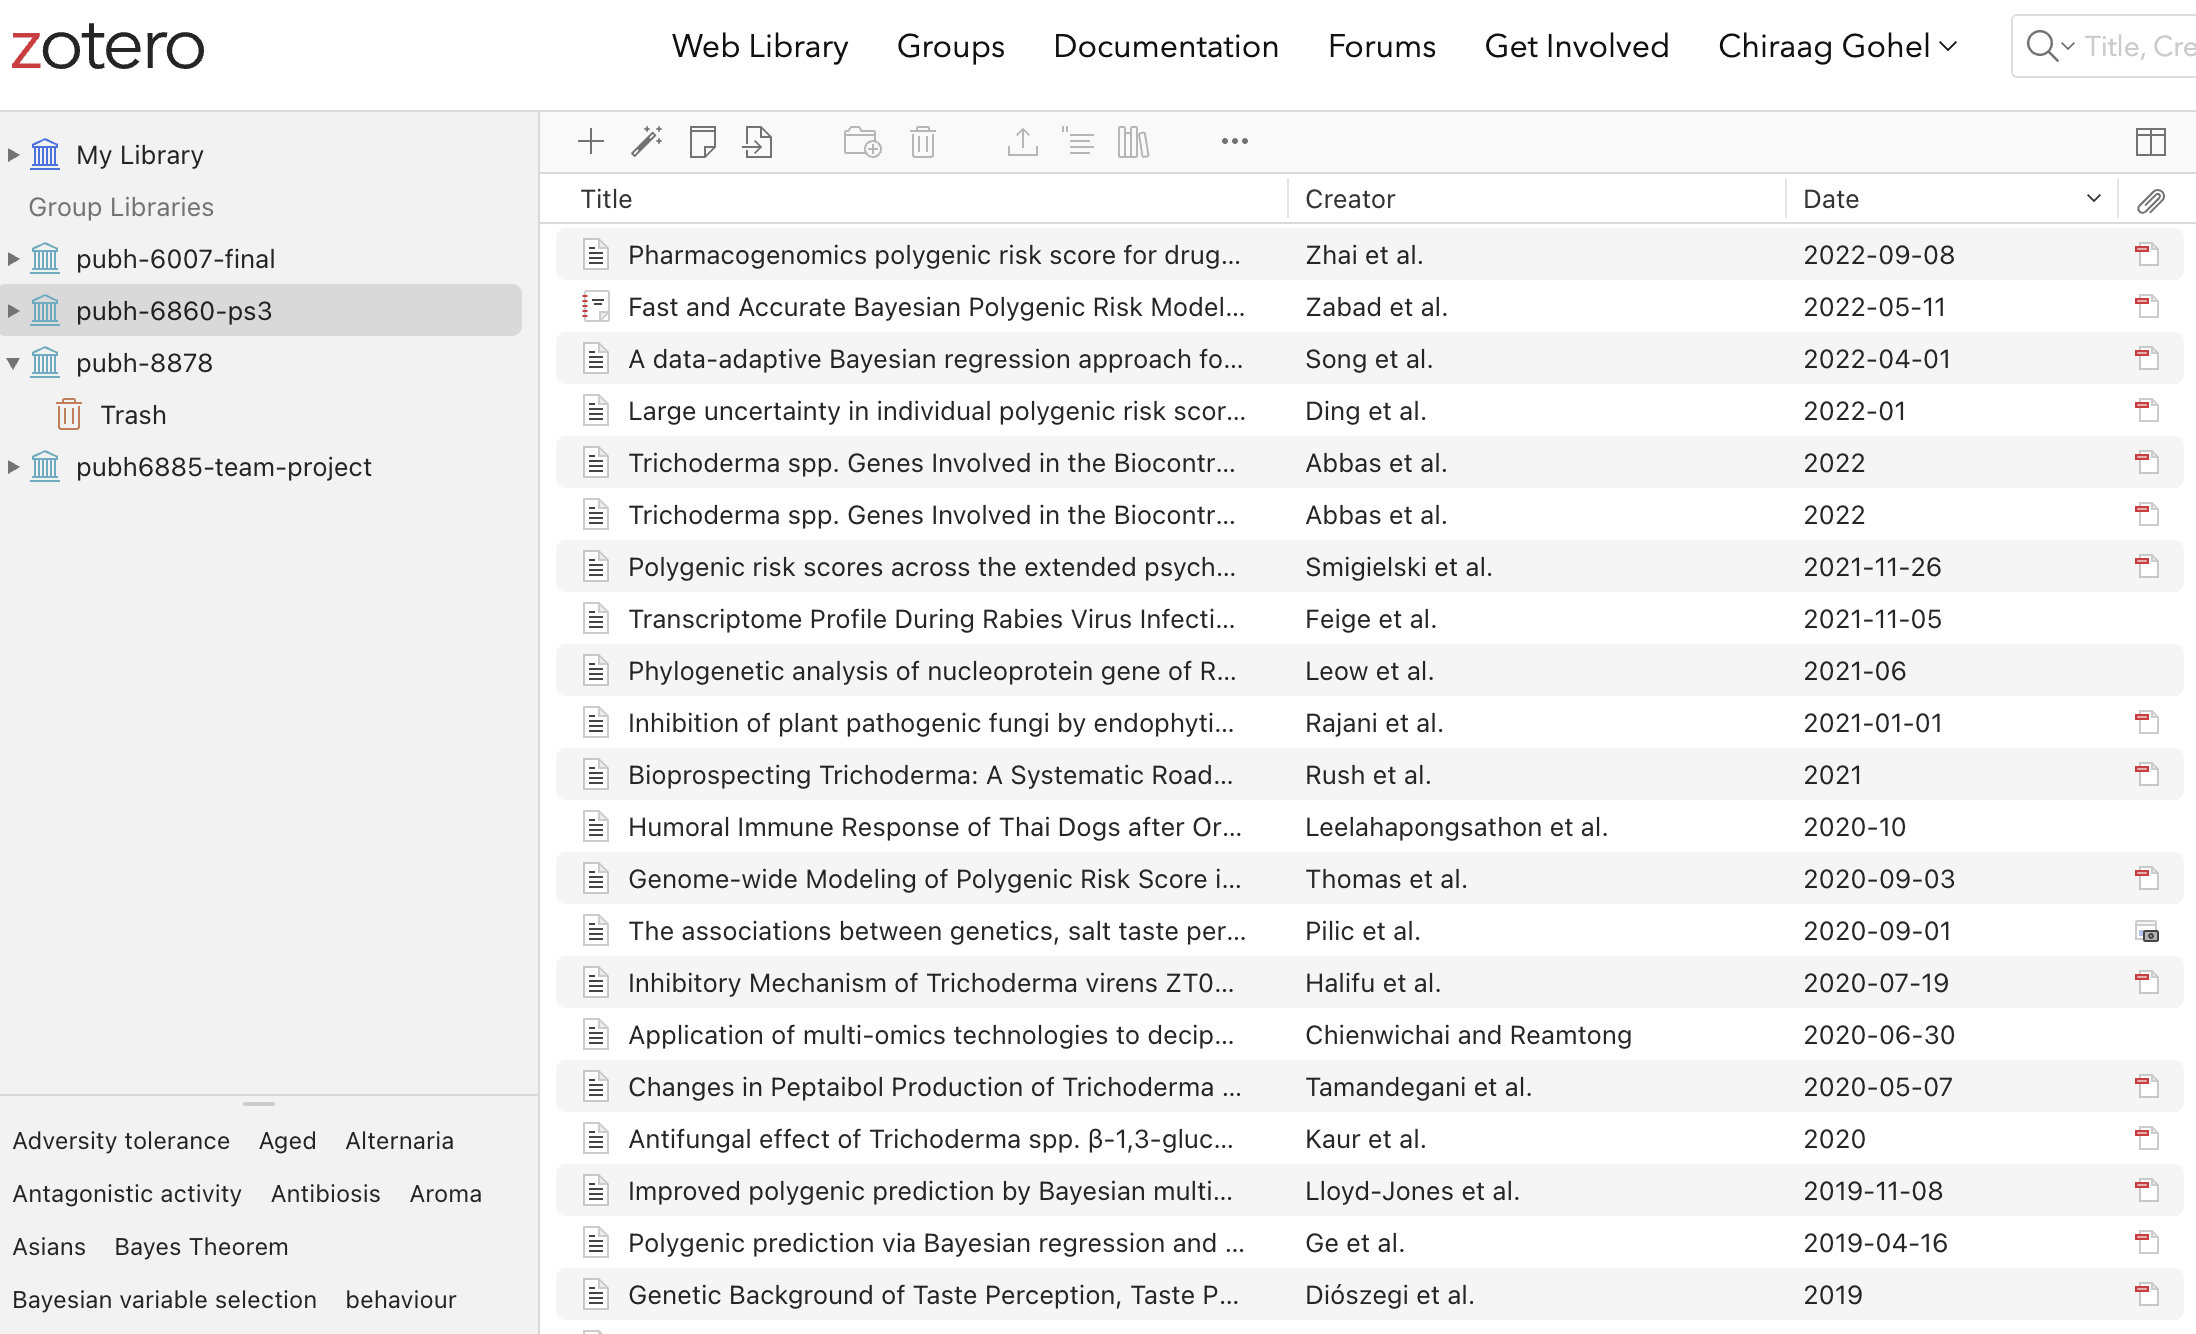 zotero
Web Library Groups Documentation Forums Get Involved Chiraag Gohel Title, Cre
My Library
Group Libraries
pubh-6007-final
pubh-6860-ps3
pubh-8878
Trash
pubh6885-team-project
Adversity tolerance Aged Alternaria
Antagonistic activity Antibiosis Aroma
Asians Bayes Theorem
Bayesian variable selection behaviour
Title Creator Date
Pharmacogenomics polygenic risk score for drug... Zhai et al. 2022-09-08
Fast and Accurate Bayesian Polygenic Risk Model... Zabad et al. 2022-05-11
A data-adaptive Bayesian regression approach fo... Song et al. 2022-04-01
Large uncertainty in individual polygenic risk scor... Ding et al. 2022-01
Trichoderma spp. Genes Involved in the Biocontr... Abbas et al. 2022
Trichoderma spp. Genes Involved in the Biocontr... Abbas et al. 2022
Polygenic risk scores across the extended psych... Smigielski et al. 2021-11-26
Transcriptome Profile During Rabies Virus Infecti... Feige et al. 2021-11-05
Phylogenetic analysis of nucleoprotein gene of R... Leow et al. 2021-06
Inhibition of plant pathogenic fungi by endophyti... Rajani et al. 2021-01-01
Bioprospecting Trichoderma: A Systematic Road... Rush et al. 2021
Humoral Immune Response of Thai Dogs after Or... Leelahapongsathon et al. 2020-10
Genome-wide Modeling of Polygenic Risk Score i... Thomas et al. 2020-09-03
The associations between genetics, salt taste per... Pilic et al. 2020-09-01
Inhibitory Mechanism of Trichoderma virens ZT0... Halifu et al. 2020-07-19
Application of multi-omics technologies to decip... Chienwichai and Reamtong 2020-06-30
Changes in Peptaibol Production of Trichoderma ... Tamandegani et al. 2020-05-07
Antifungal effect of Trichoderma spp. β-1,3-gluc... Kaur et al. 2020
Improved polygenic prediction by Bayesian multi... Lloyd-Jones et al. 2019-11-08
Polygenic prediction via Bayesian regression and ... Ge et al. 2019-04-16
Genetic Background of Taste Perception, Taste P... Diószegi et al. 2019